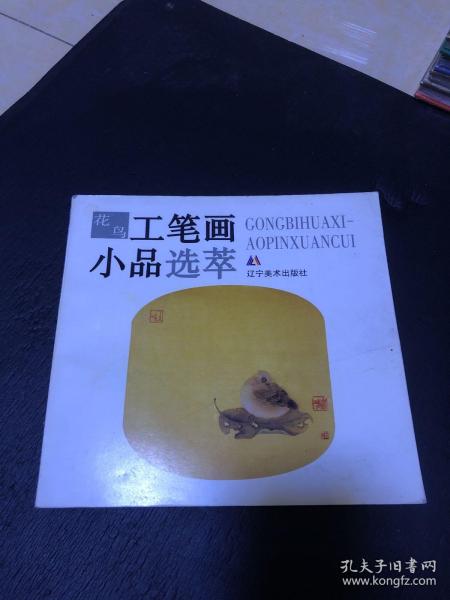 花鸟
工笔画
小品选萃
GONGBIHUAXI-
AOPINXUANCUI
辽宁美术出版社
孔夫子旧书网
www.kongfz.com